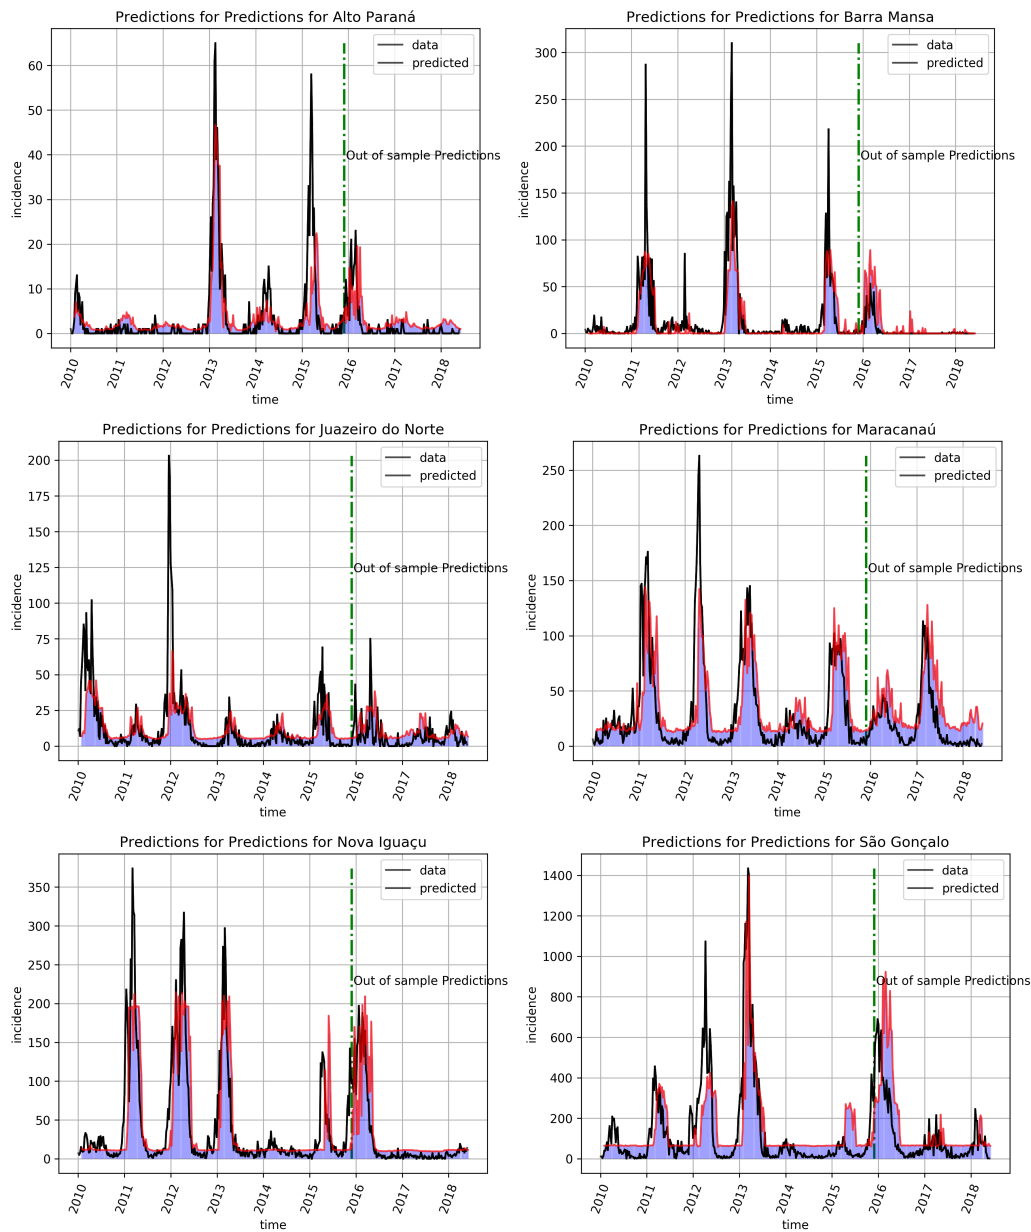 Predictions for Predictions for Alto Paraná
data
predicted
Out of sample Predictions
incidence
60
50
40
30
20
10
0
2010
2011
2012
2013
2014
2015
2016
2017
2018
time
Predictions for Predictions for Barra Mansa
data
predicted
Out of sample Predictions
incidence
300
250
200
150
100
50
0
2010
2011
2012
2013
2014
2015
2016
2017
2018
time
Predictions for Predictions for Juazeiro do Norte
data
predicted
Out of sample Predictions
incidence
200
175
150
125
100
75
50
25
0
2010
2011
2012
2013
2014
2015
2016
2017
2018
time
Predictions for Predictions for Maracanaú
data
predicted
Out of sample Predictions
incidence
250
200
150
100
50
0
2010
2011
2012
2013
2014
2015
2016
2017
2018
time
Predictions for Predictions for Nova Iguaçu
data
predicted
Out of sample Predictions
incidence
350
300
250
200
150
100
50
0
2010
2011
2012
2013
2014
2015
2016
2017
2018
time
Predictions for Predictions for São Gonçalo
data
predicted
Out of sample Predictions
incidence
1400
1200
1000
800
600
400
200
0
2010
2011
2012
2013
2014
2015
2016
2017
2018
time